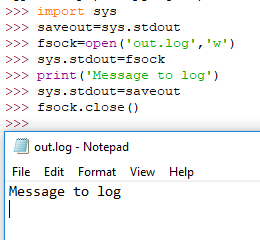 >>> import sys
>>> saveout=sys.stdout
>>> fsock=open('out.log','w')
>>> sys.stdout=fsock
>>> print('Message to log')
>>> sys.stdout=saveout
>>> fsock.close()
>>>
out.log - Notepad
File Edit Format View Help
Message to log